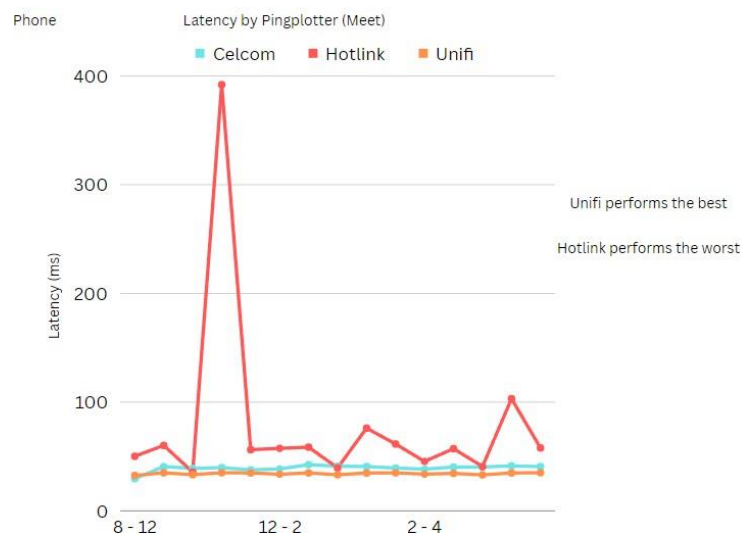 Phone
Latency by Pingplotter (Meet)
Celcom Hotlink Unifi
400
300
200
100
0
Latency (ms)
8 - 12 12 - 2 2 - 4
Unifi performs the best
Hotlink performs the worst